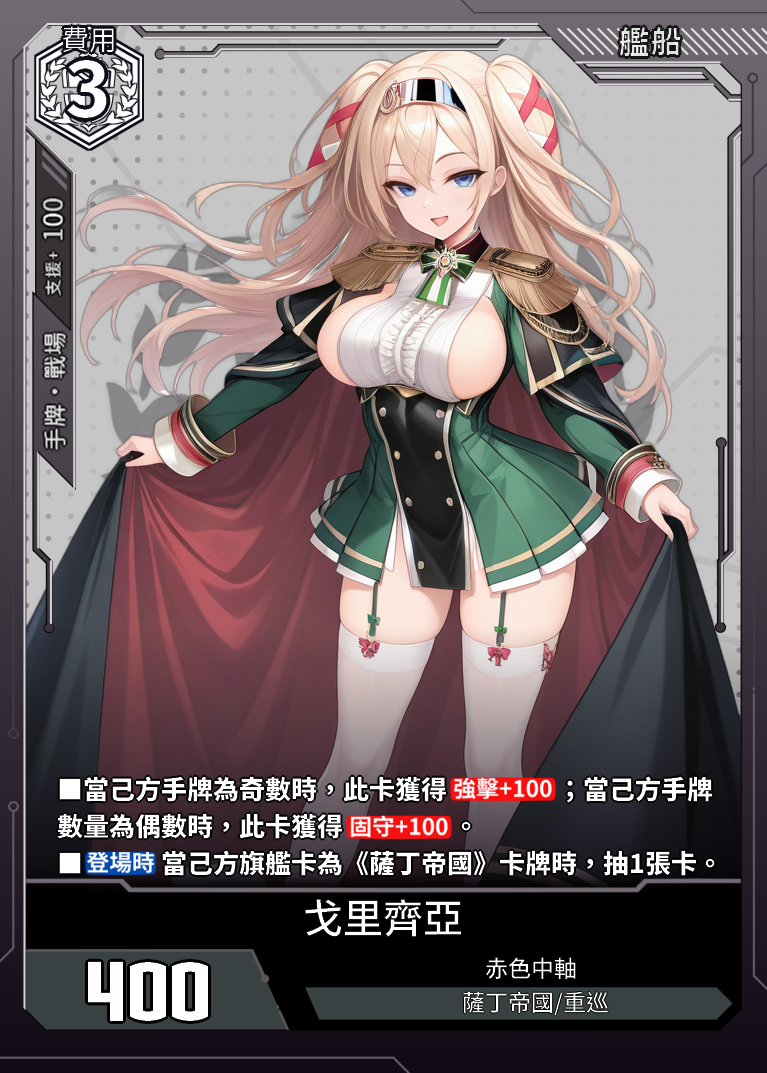 費用
3
艦船
支援+ 100
手牌・戰場
■當己方手牌為奇數時，此卡獲得 強擊+100 ；當己方手牌
數量為偶數時，此卡獲得 固守+100 。
■ 登場時 當己方旗艦卡為《薩丁帝國》卡牌時，抽1張卡。
戈里齊亞
400
赤色中軸
薩丁帝國/重巡